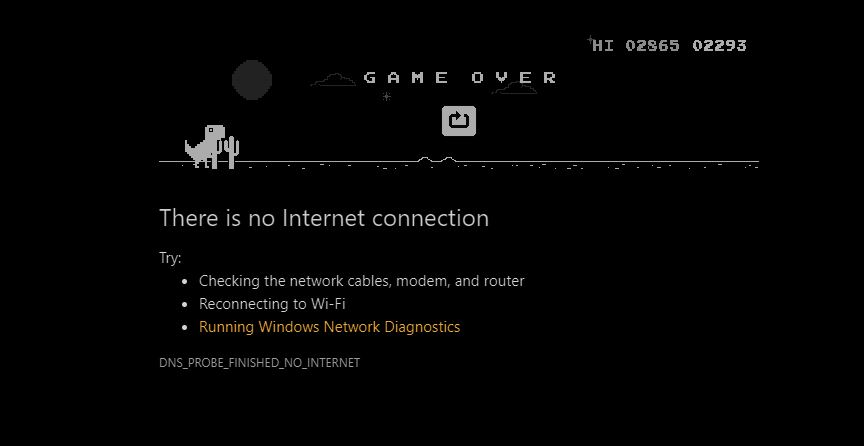 HI 02865 02293
GAME OVER
There is no Internet connection
Try:
Checking the network cables, modem, and router
Reconnecting to Wi-Fi
Running Windows Network Diagnostics
DNS_PROBE_FINISHED_NO_INTERNET